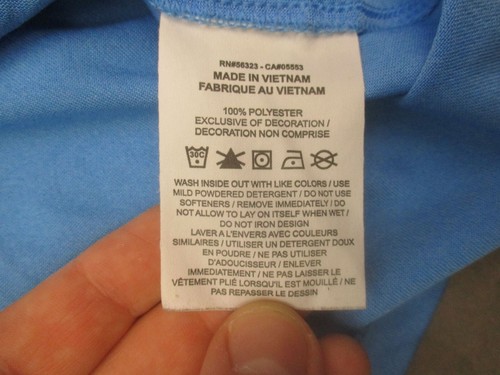 RN#56323 - CA#05553
MADE IN VIETNAM
FABRIQUE AU VIETNAM
100% POLYESTER
EXCLUSIVE OF DECORATION /
DECORATION NON COMPRISE
30C
WASH INSIDE OUT WITH LIKE COLORS / USE
MILD POWDERED DETERGENT / DO NOT USE
SOFTENERS / REMOVE IMMEDIATELY / DO
NOT ALLOW TO LAY ON ITSELF WHEN WET /
DO NOT IRON DESIGN
LAVER A L'ENVERS AVEC COULEURS
SIMILAIRES / UTILISER UN DETERGENT DOUX
EN POUDRE / NE PAS UTILISER
D'ADOUCISSEUR / ENLEVER
IMMEDIATEMENT / NE PAS LAISSER LE
VÊTEMENT PLIÉ LORSQU'IL EST MOUILLÉ / NE
PAS REPASSER LE DESSIN